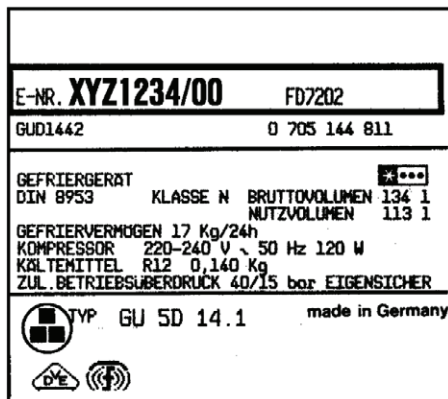 E-NR. XYZ1234/00 FD7202
GUD1442 0 705 144 811
GEFRIERGERÄT
DIN 8953 KLASSE N BRUTTOVOLUMEN 134 l
NUTZVOLUMEN 113 l
GEFRIERVERMÖGEN 17 Kg/24h
KOMPRESSOR 220-240 V ~ 50 Hz 120 W
KÄLTEMITTEL R12 0,140 Kg
ZUL.BETRIEBSÜBERDRUCK 40/15 bar EIGENSICHER
TYP GU 5D 14.1 made in Germany
DVE